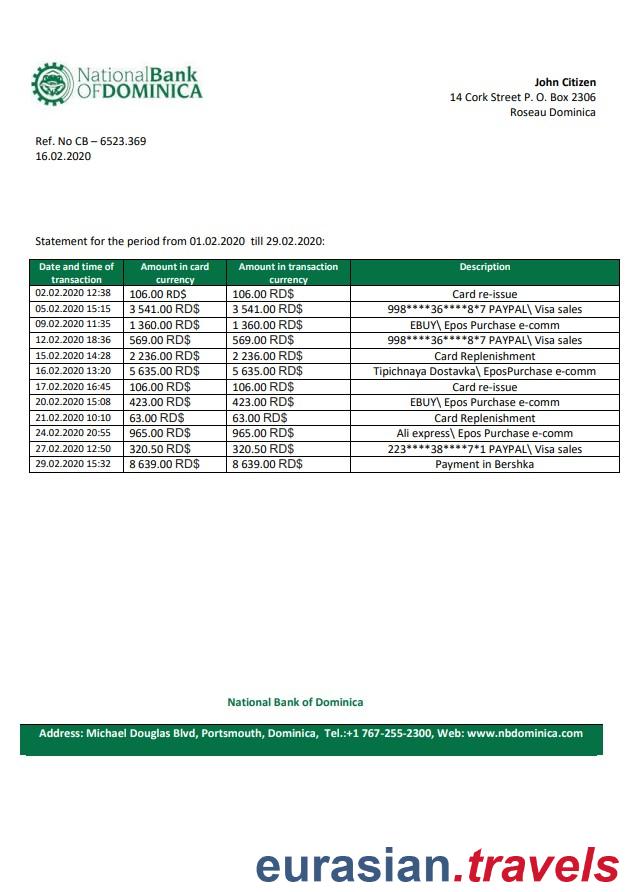 NationalBank
OFDOMINICA
John Citizen
14 Cork Street P. O. Box 2306
Roseau Dominica
Ref. No CB – 6523.369
16.02.2020
Statement for the period from 01.02.2020 till 29.02.2020:
Date and time of transaction Amount in card currency Amount in transaction currency Description
02.02.2020 12:38 106.00 RD$ 106.00 RD$ Card re-issue
05.02.2020 15:15 3 541.00 RD$ 3 541.00 RD$ 998****36****8*7 PAYPAL\ Visa sales
09.02.2020 11:35 1 360.00 RD$ 1 360.00 RD$ EBUY\ Epos Purchase e-comm
12.02.2020 18:36 569.00 RD$ 569.00 RD$ 998****36****8*7 PAYPAL\ Visa sales
15.02.2020 14:28 2 236.00 RD$ 2 236.00 RD$ Card Replenishment
16.02.2020 13:20 5 635.00 RD$ 5 635.00 RD$ Tipichnaya Dostavka\ EposPurchase e-comm
17.02.2020 16:45 106.00 RD$ 106.00 RD$ Card re-issue
20.02.2020 15:08 423.00 RD$ 423.00 RD$ EBUY\ Epos Purchase e-comm
21.02.2020 10:10 63.00 RD$ 63.00 RD$ Card Replenishment
24.02.2020 20:55 965.00 RD$ 965.00 RD$ Ali express\ Epos Purchase e-comm
27.02.2020 12:50 320.50 RD$ 320.50 RD$ 223****38****7*1 PAYPAL\ Visa sales
29.02.2020 15:32 8 639.00 RD$ 8 639.00 RD$ Payment in Bershka
National Bank of Dominica
Address: Michael Douglas Blvd, Portsmouth, Dominica, Tel.:+1 767-255-2300, Web: www.nbdominica.com
eurasian.travels